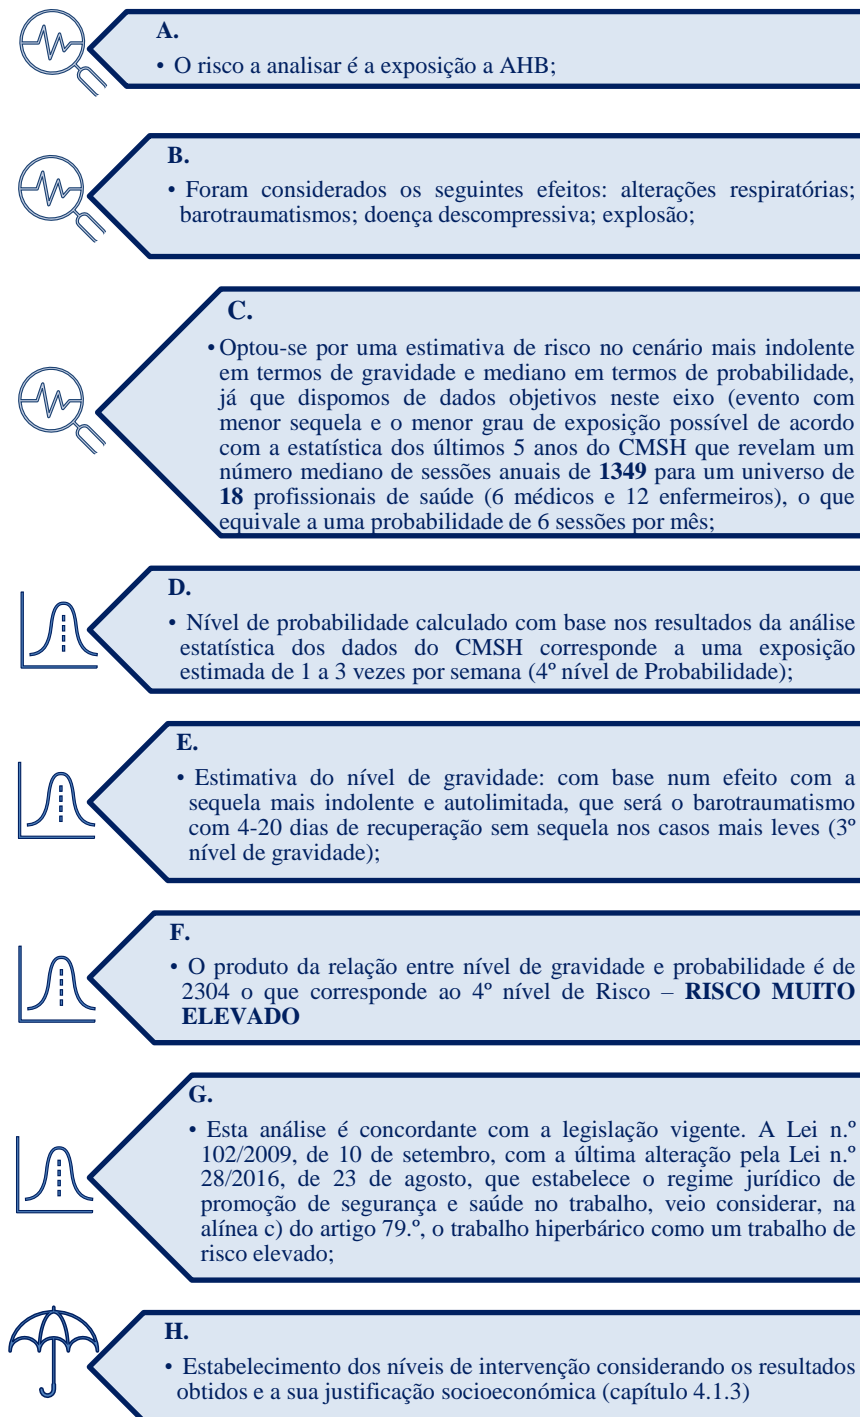 A.
• O risco a analisar é a exposição a AHB;
B.
• Foram considerados os seguintes efeitos: alterações respiratórias;
barotraumatismos; doença descompressiva; explosão;
C.
• Optou-se por uma estimativa de risco no cenário mais indolente
em termos de gravidade e mediano em termos de probabilidade,
já que dispomos de dados objetivos neste eixo (evento com
menor sequela e o menor grau de exposição possível de acordo
com a estatística dos últimos 5 anos do CMSH que revelam um
número mediano de sessões anuais de 1349 para um universo de
18 profissionais de saúde (6 médicos e 12 enfermeiros), o que
equivale a uma probabilidade de 6 sessões por mês;
D.
• Nível de probabilidade calculado com base nos resultados da análise
estatística dos dados do CMSH corresponde a uma exposição
estimada de 1 a 3 vezes por semana (4º nível de Probabilidade);
E.
• Estimativa do nível de gravidade: com base num efeito com a
sequela mais indolente e autolimitada, que será o barotraumatismo
com 4-20 dias de recuperação sem sequela nos casos mais leves (3º
nível de gravidade);
F.
• O produto da relação entre nível de gravidade e probabilidade é de
2304 o que corresponde ao 4º nível de Risco – RISCO MUITO
ELEVADO
G.
• Esta análise é concordante com a legislação vigente. A Lei n.º
102/2009, de 10 de setembro, com a última alteração pela Lei n.º
28/2016, de 23 de agosto, que estabelece o regime jurídico de
promoção de segurança e saúde no trabalho, veio considerar, na
alínea c) do artigo 79.º, o trabalho hiperbárico como um trabalho de
risco elevado;
H.
• Estabelecimento dos níveis de intervenção considerando os resultados
obtidos e a sua justificação socioeconómica (capítulo 4.1.3)